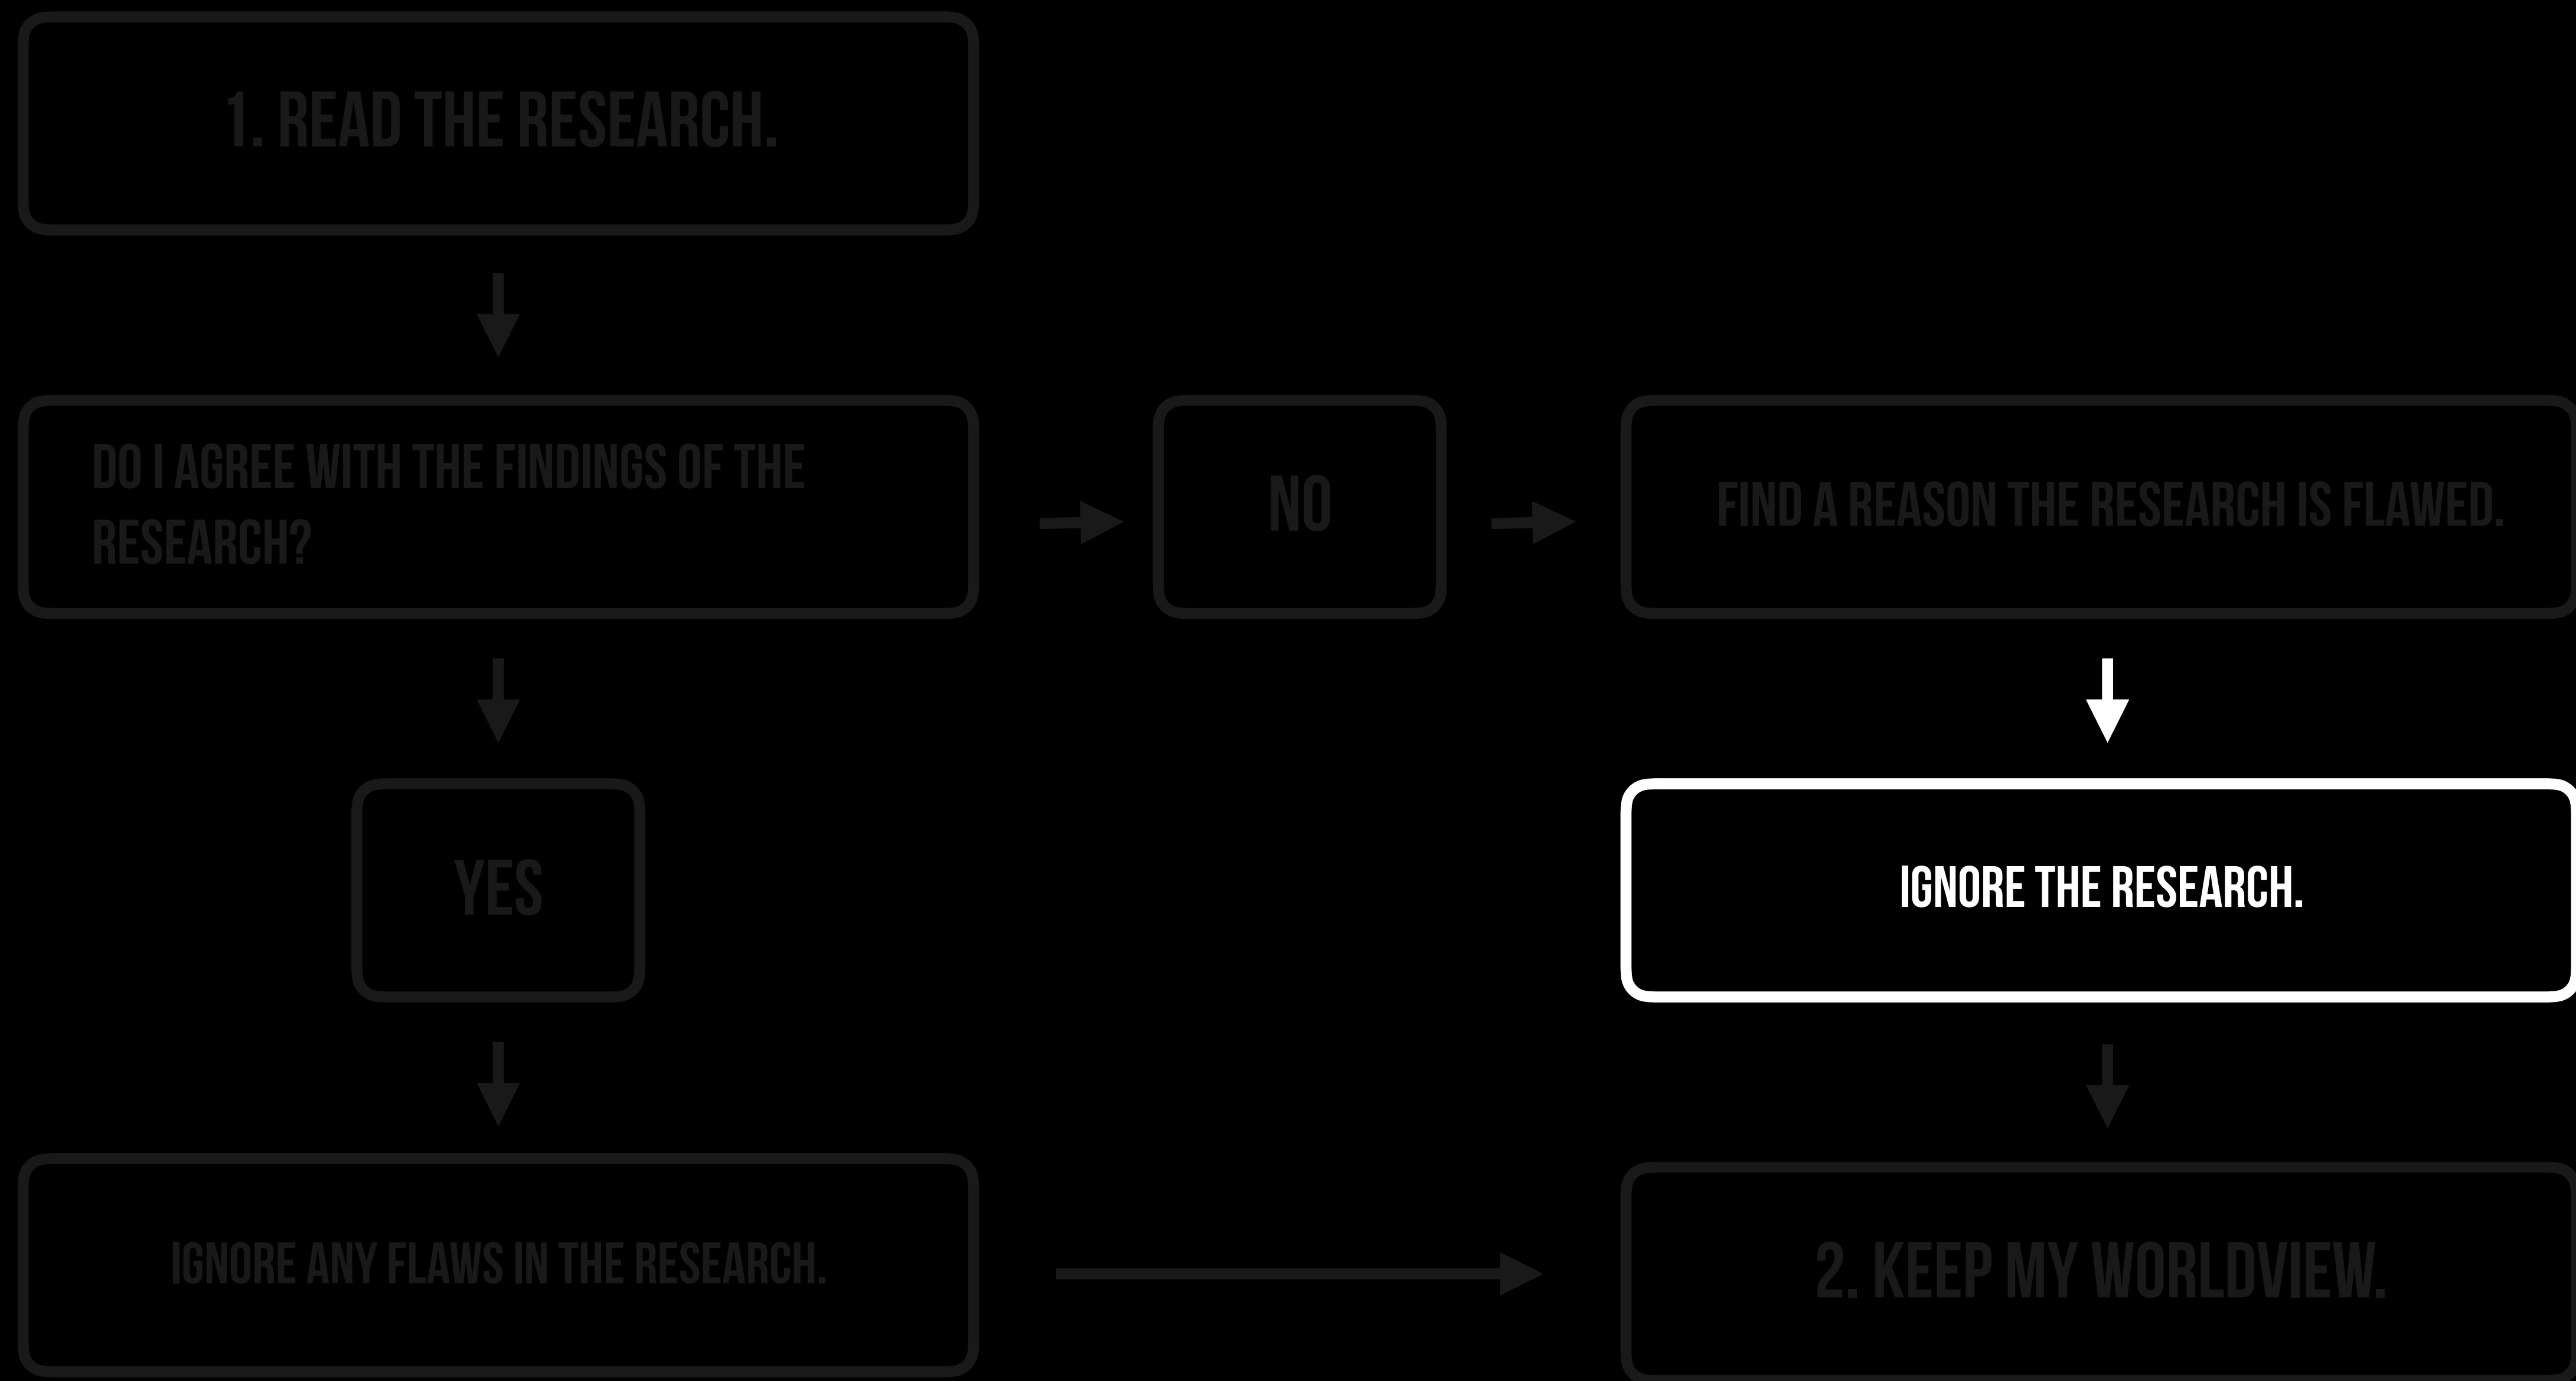 1. READ THE RESEARCH.
DO I AGREE WITH THE FINDINGS OF THE
RESEARCH?
NO
FIND A REASON THE RESEARCH IS FLAWED.
YES
IGNORE THE RESEARCH.
IGNORE ANY FLAWS IN THE RESEARCH.
2. KEEP MY WORLDVIEW.